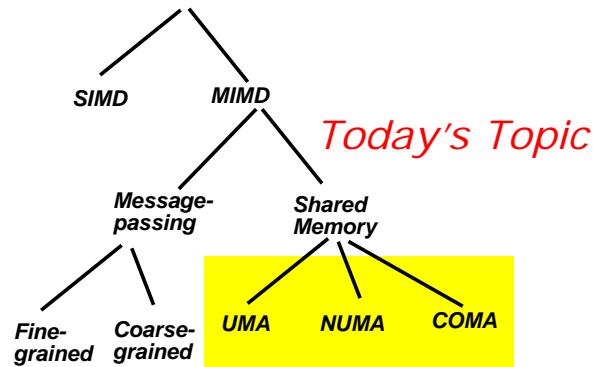 SIMD
MIMD
Today's Topic
Message-
passing
Shared
Memory
Fine-
grained
Coarse-
grained
UMA
NUMA
COMA